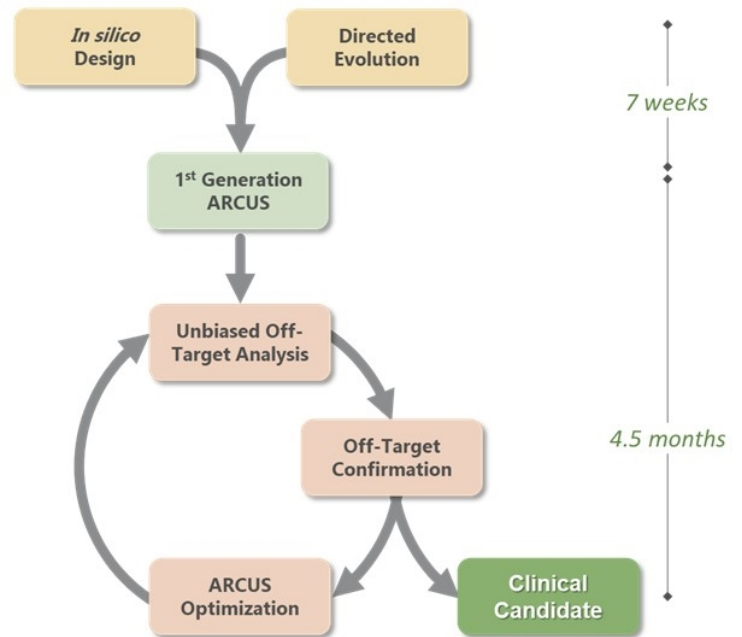 In silico
Design
Directed
Evolution
7 weeks
1st Generation
ARCUS
Unbiased Off-
Target Analysis
Off-Target
Confirmation
4.5 months
ARCUS
Optimization
Clinical
Candidate